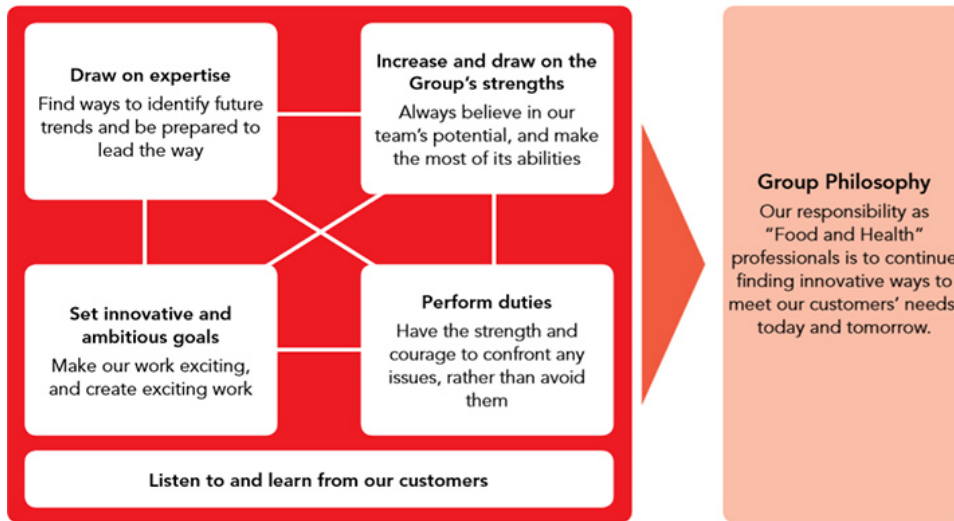 Draw on expertise
Find ways to identify future
trends and be prepared to
lead the way
Increase and draw on the
Group's strengths
Always believe in our
team's potential, and make
the most of its abilities
Set innovative and
ambitious goals
Make our work exciting,
and create exciting work
Perform duties
Have the strength and
courage to confront any
issues, rather than avoid
them
Listen to and learn from our customers
Group Philosophy
Our responsibility as
“Food and Health”
professionals is to continue
finding innovative ways to
meet our customers' needs
today and tomorrow.